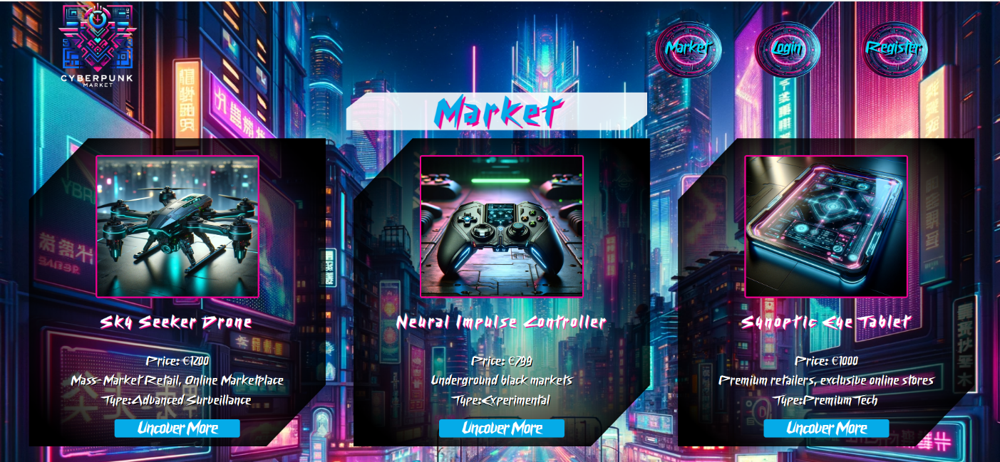 CYBERPUNK
MARKET
Market
Login
Register
Market
Sky Seeker Drone
Price: €1200
Mass-Market Retail, Online Marketplace
Type:Advanced Surveillance
Uncover More
Neural Impulse Controller
Price: €799
Underground black markets
Type:Experimental
Uncover More
Synoptic Eye Tablet
Price: €1000
Premium retailers, exclusive online stores
Type:Premium Tech
Uncover More